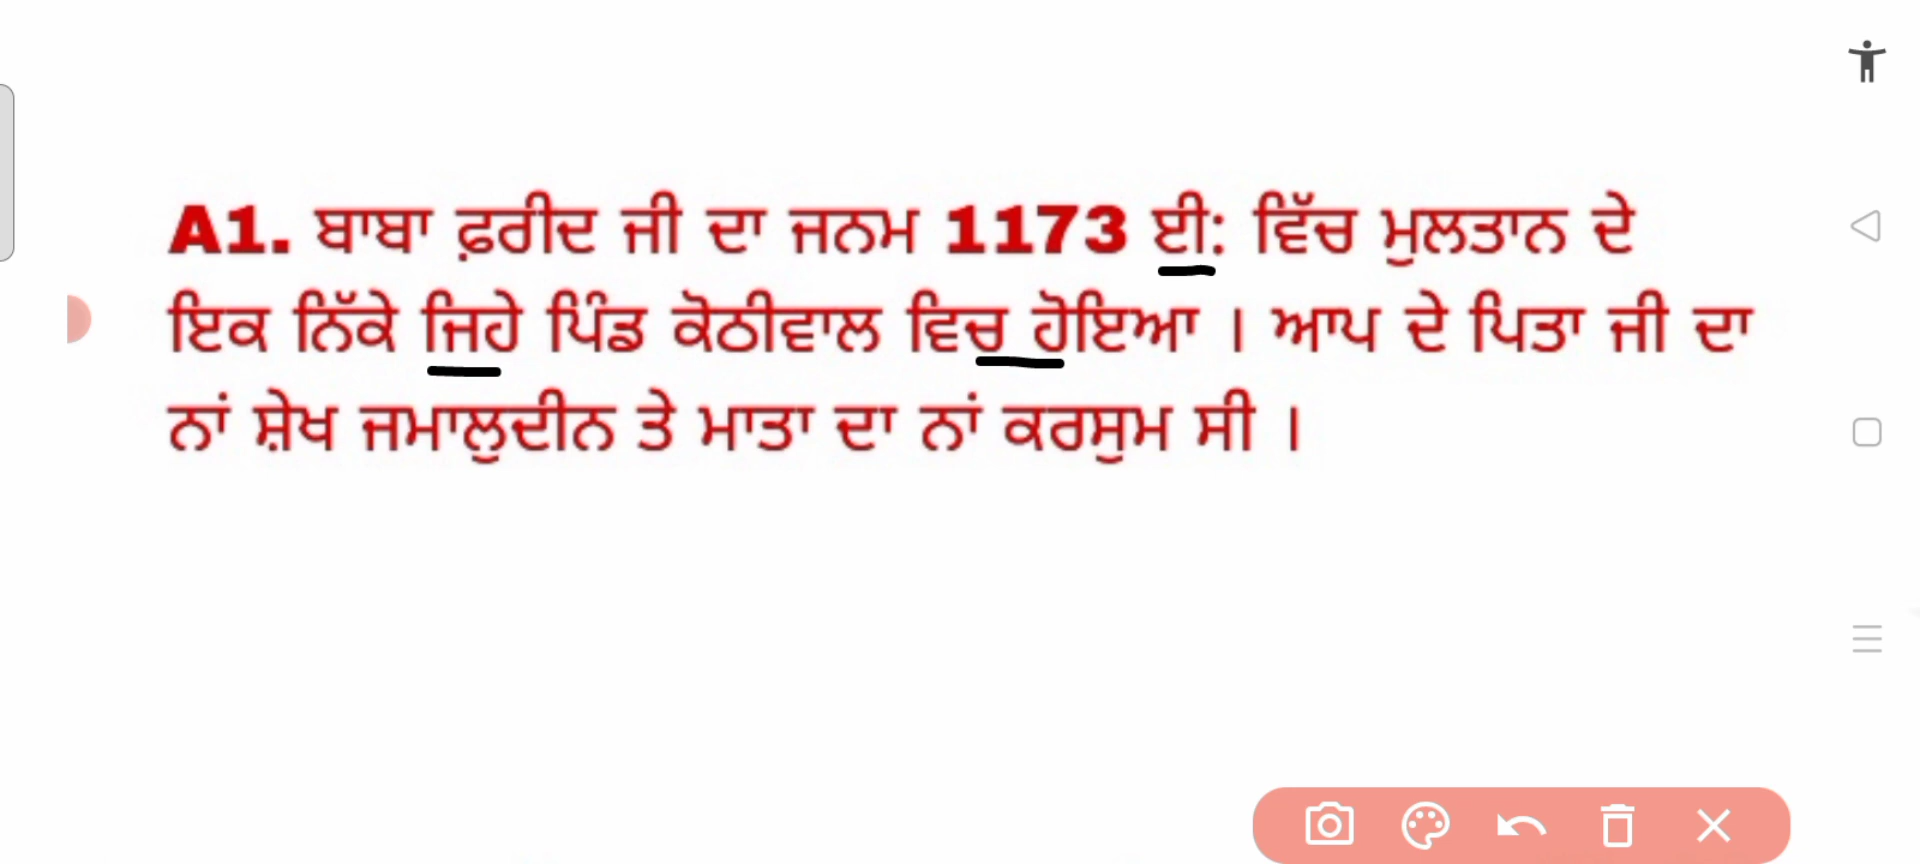 A1. ਬਾਬਾ ਫ਼ਰੀਦ ਜੀ ਦਾ ਜਨਮ 1173 ਈ: ਵਿੱਚ ਮੁਲਤਾਨ ਦੇ
ਇਕ ਨਿੱਕੇ ਜਿਹੇ ਪਿੰਡ ਕੋਠੀਵਾਲ ਵਿਚ ਹੋਇਆ । ਆਪ ਦੇ ਪਿਤਾ ਜੀ ਦਾ
ਨਾਂ ਸ਼ੇਖ ਜਮਾਲੁਦੀਨ ਤੇ ਮਾਤਾ ਦਾ ਨਾਂ ਕਰਸੁਮ ਸੀ ।